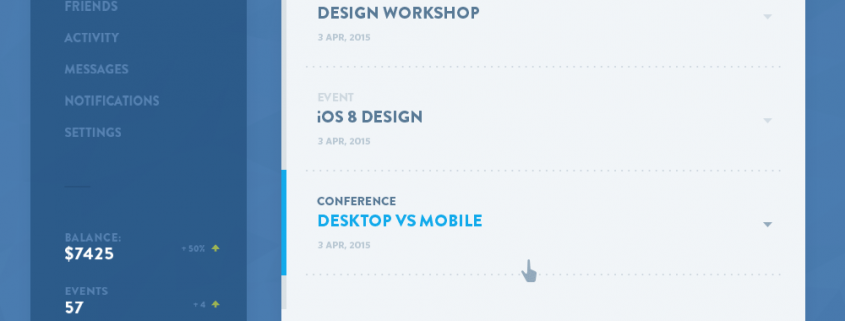 FRIENDS
ACTIVITY
MESSAGES
NOTIFICATIONS
SETTINGS
BALANCE:
$7425
50%
EVENTS
57
4
DESIGN WORKSHOP
3 APR, 2015
EVENT
iOS 8 DESIGN
3 APR, 2015
CONFERENCE
DESKTOP VS MOBILE
3 APR, 2015